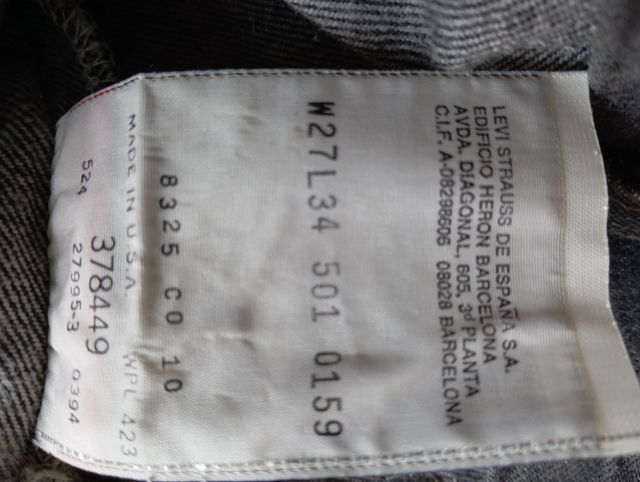 LEVI STRAUSS DE ESPAÑA S.A.
EDIFICIO HERON BARCELONA
AVDA. DIAGONAL, 605, 3ª PLANTA
C.I.F. A-08298606 08028 BARCELONA
W27L34 501 0159
8325 CO 10
MADE IN U.S.A. WPL 423
378449
524 27995-3 0394